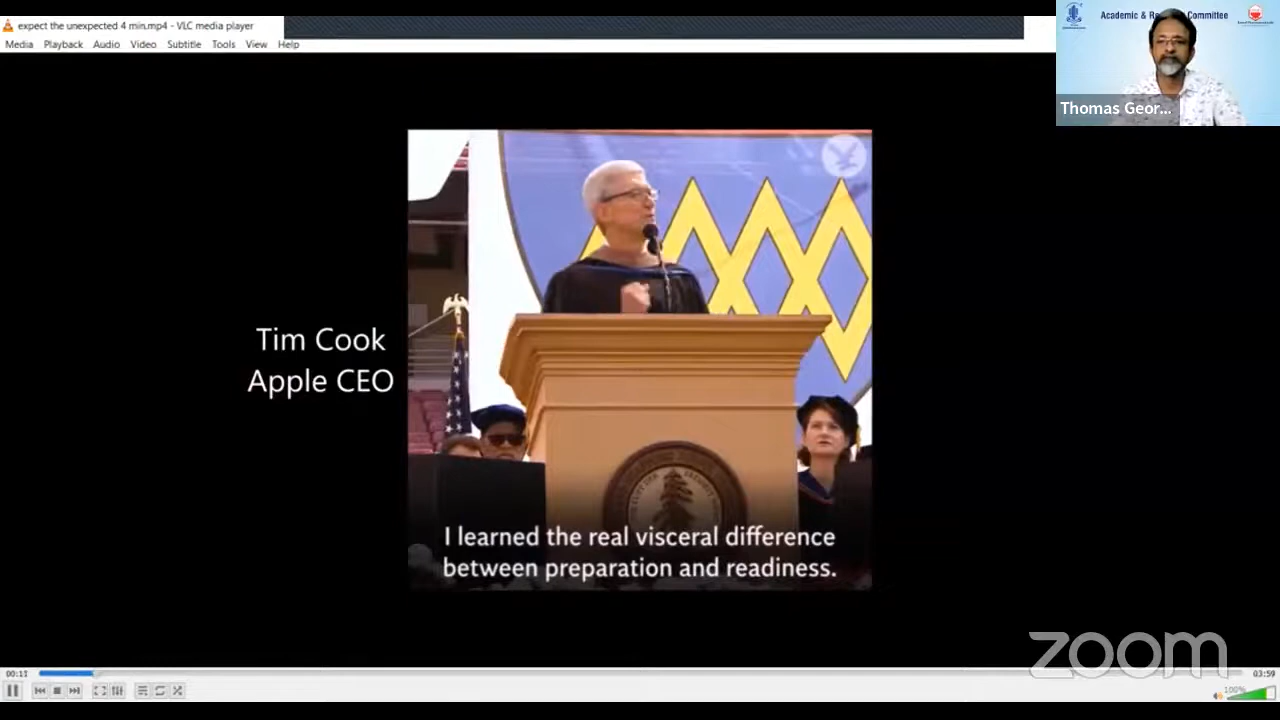 expect the unexpected 4 min.mp4 - VLC media player
Media Playback Audio Video Subtitle Tools View Help
Academic & Re Committee
Thomas Geor...
Tim Cook
Apple CEO
I learned the real visceral difference
between preparation and readiness.
zoom
00:11
03:59
100%